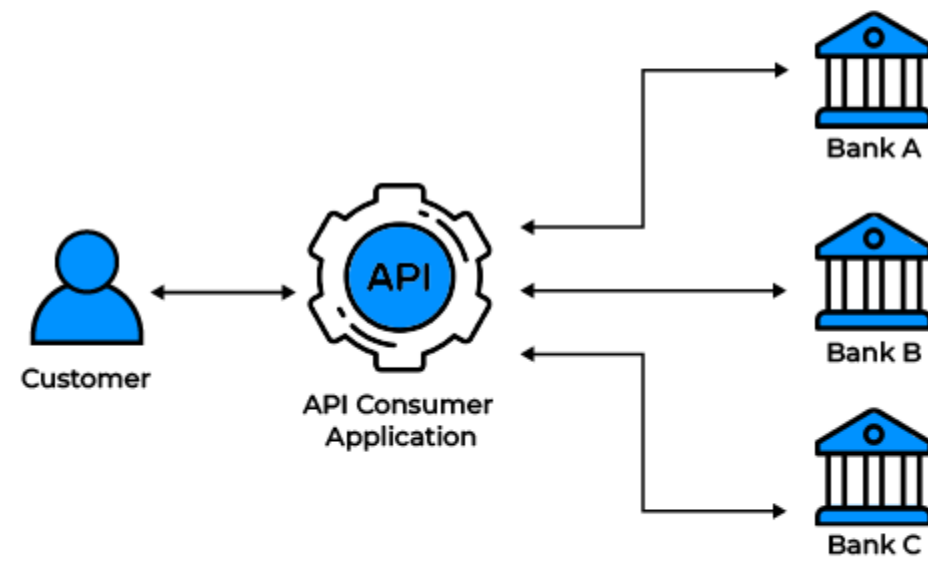 Customer
API
API Consumer
Application
Bank A
Bank B
Bank C